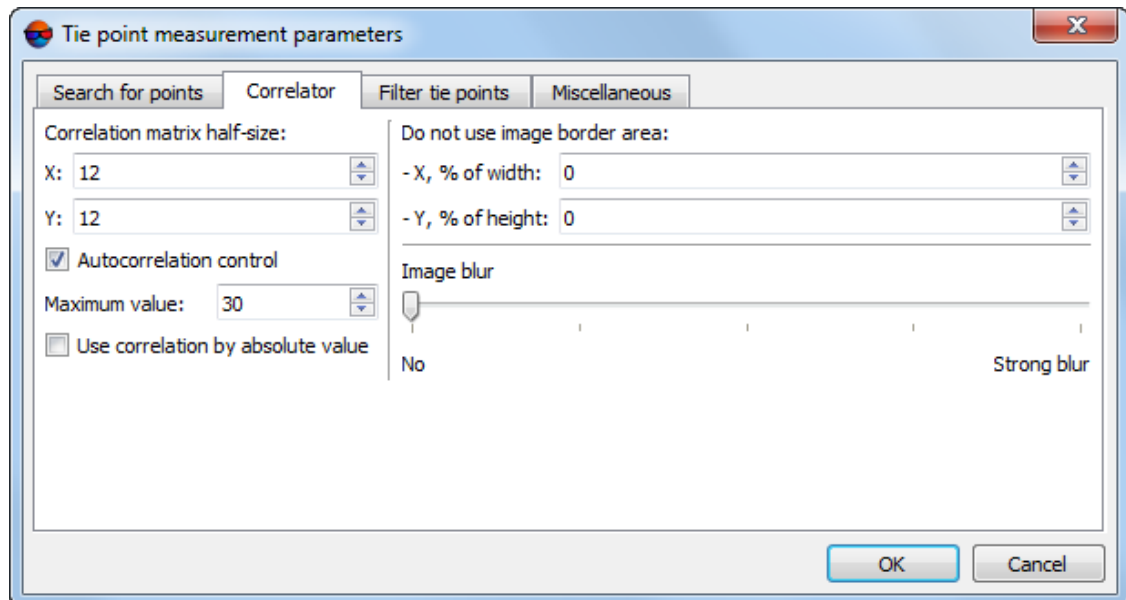 Tie point measurement parameters
Search for points Correlator Filter tie points Miscellaneous
Correlation matrix half-size:
X: 12
Y: 12
Autocorrelation control
Maximum value: 30
Use correlation by absolute value
Do not use image border area:
- X, % of width: 0
- Y, % of height: 0
Image blur
No Strong blur
OK Cancel